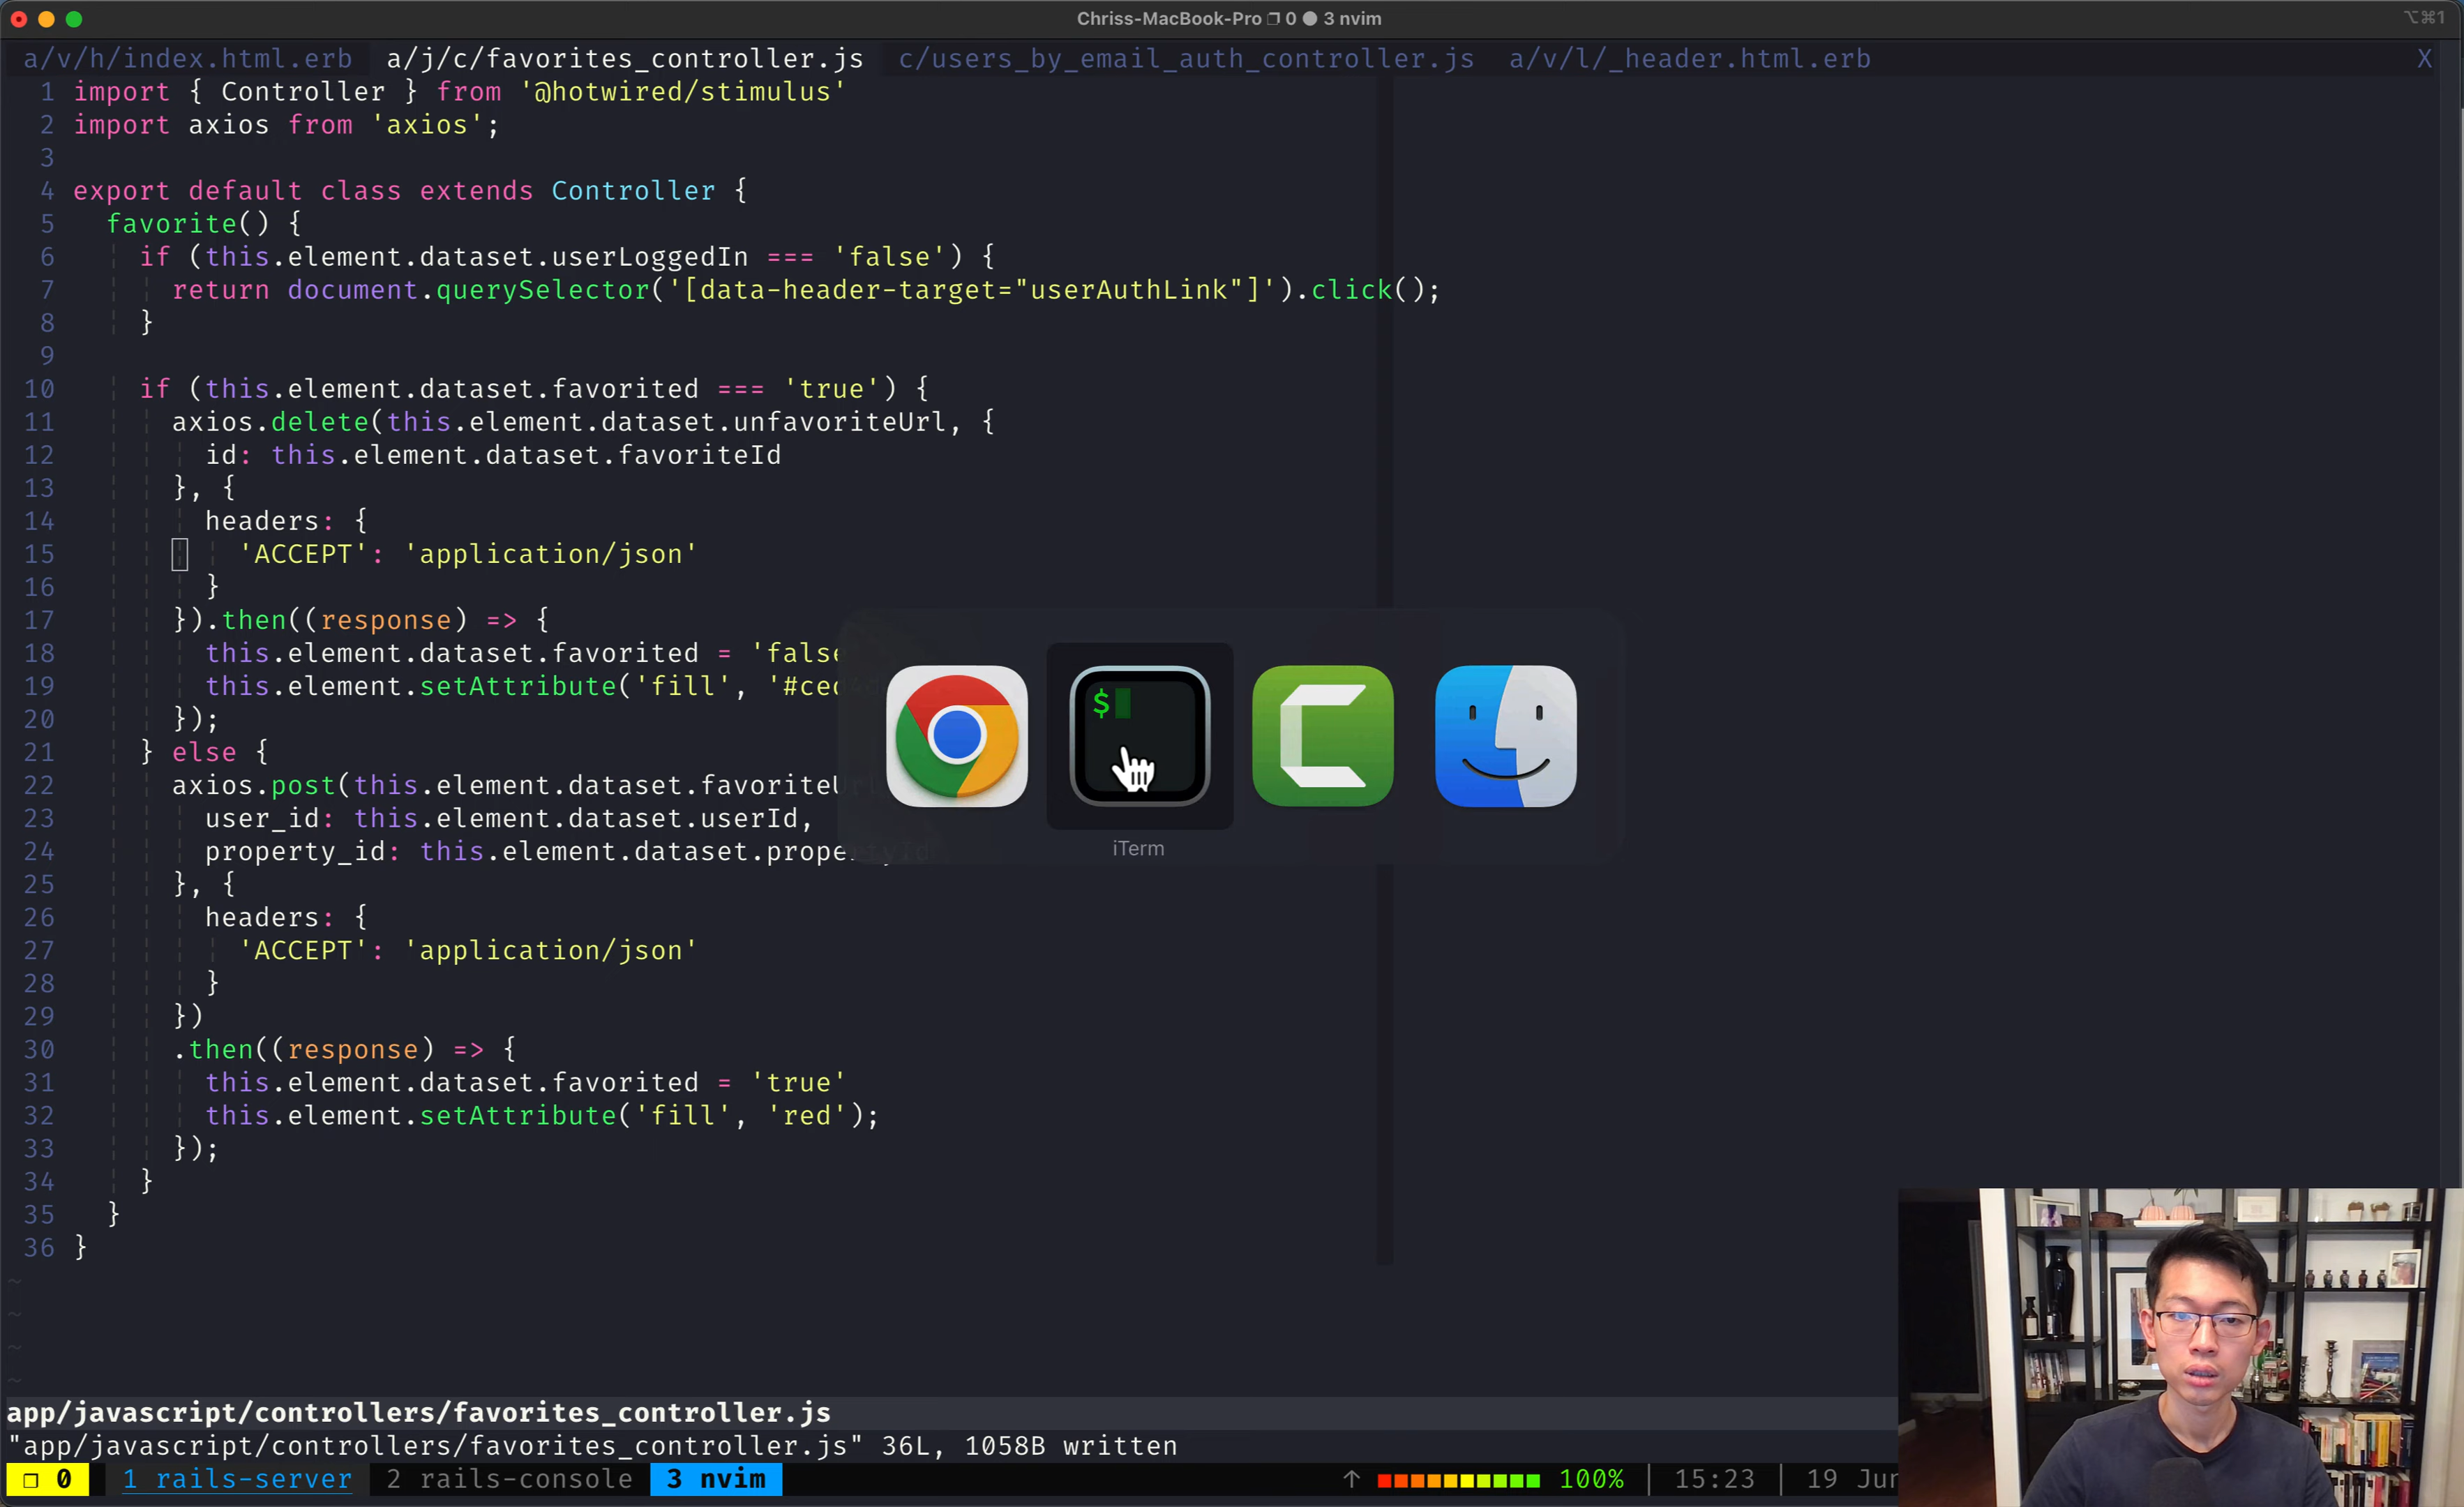 Chriss-MacBook-Pro 0 3 nvim ⌥⌘1
a/v/h/index.html.erb a/j/c/favorites_controller.js c/users_by_email_auth_controller.js a/v/l/_header.html.erb X
1 import { Controller } from '@hotwired/stimulus'
2 import axios from 'axios';
3
4 export default class extends Controller {
5 favorite() {
6 if (this.element.dataset.userLoggedIn === 'false') {
7 return document.querySelector('[data-header-target="userAuthLink"]').click();
8 }
9
10 if (this.element.dataset.favorited === 'true') {
11 axios.delete(this.element.dataset.unfavoriteUrl, {
12 id: this.element.dataset.favoriteId
13 }, {
14 headers: {
15 'ACCEPT': 'application/json'
16 }
17 }).then((response) => {
18 this.element.dataset.favorited = 'false
19 this.element.setAttribute('fill', '#ced4d
20 });
21 } else {
22 axios.post(this.element.dataset.favoriteUrl
23 user_id: this.element.dataset.userId,
24 property_id: this.element.dataset.propertyId
25 }, {
26 headers: {
27 'ACCEPT': 'application/json'
28 }
29 })
30 .then((response) => {
31 this.element.dataset.favorited = 'true'
32 this.element.setAttribute('fill', 'red');
33 });
34 }
35 }
36 }
~
~
~
~
$
iTerm
app/javascript/controllers/favorites_controller.js
"app/javascript/controllers/favorites_controller.js" 36L, 1058B written
0 1 rails-server 2 rails-console 3 nvim ↑ 100% | 15:23 | 19 Jun